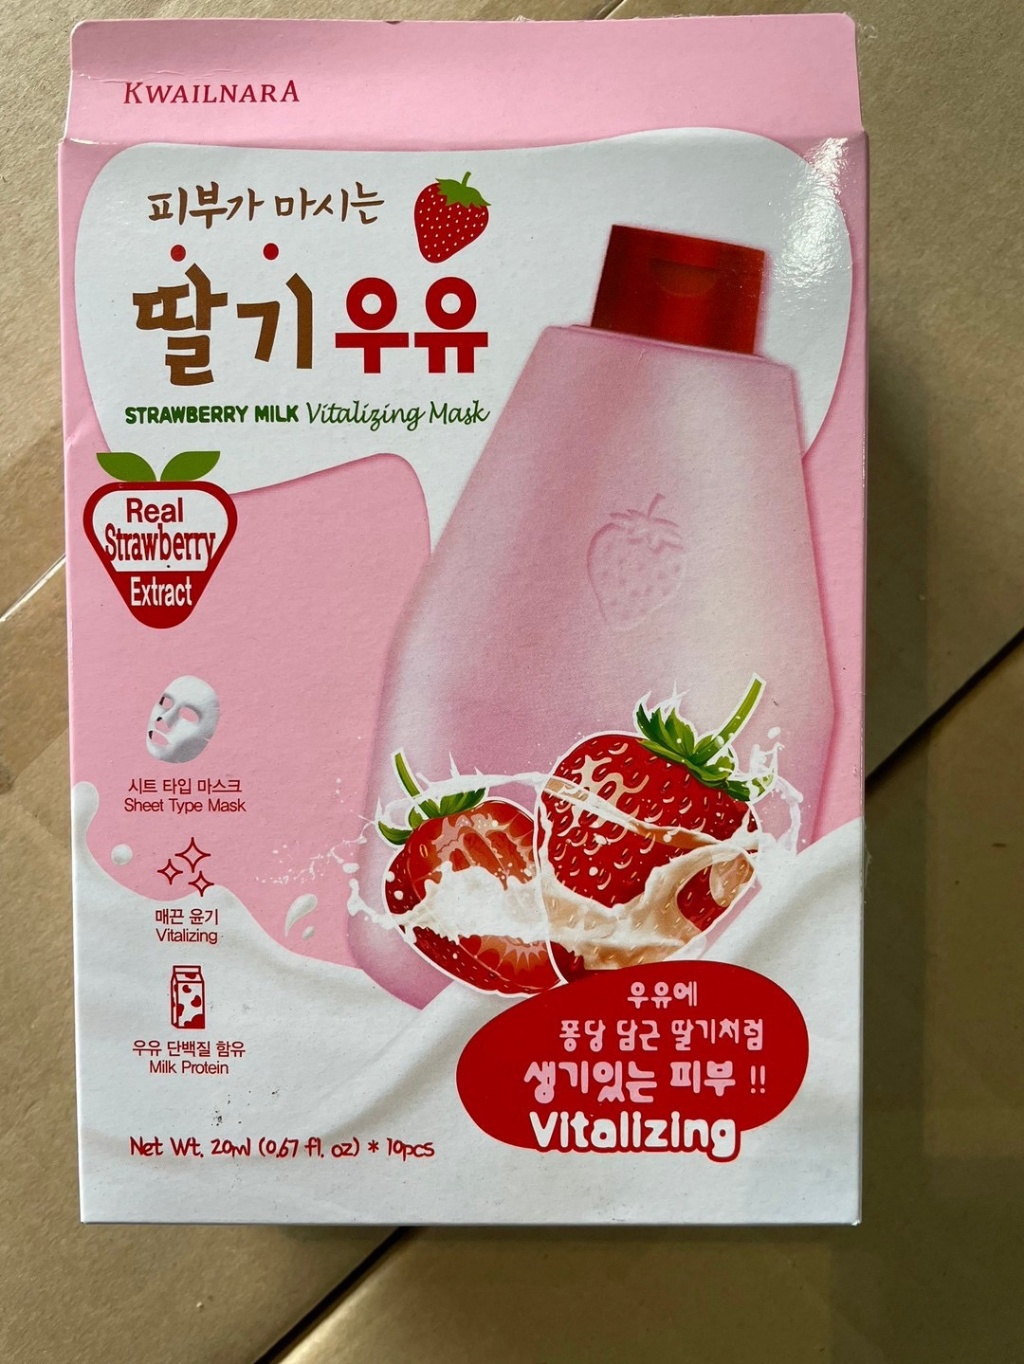 KWAILNARA
피부가 마시는
딸기우유
STRAWBERRY MILK Vitalizing Mask
Real
Strawberry
Extract
시트 타입 마스크
Sheet Type Mask
매끈 윤기
Vitalizing
우유 단백질 함유
Milk Protein
우유에
퐁당 담근 딸기처럼
생기있는 피부 !!
Vitalizing
Net Wt. 20ml (0.67 fl. oz) * 10pcs